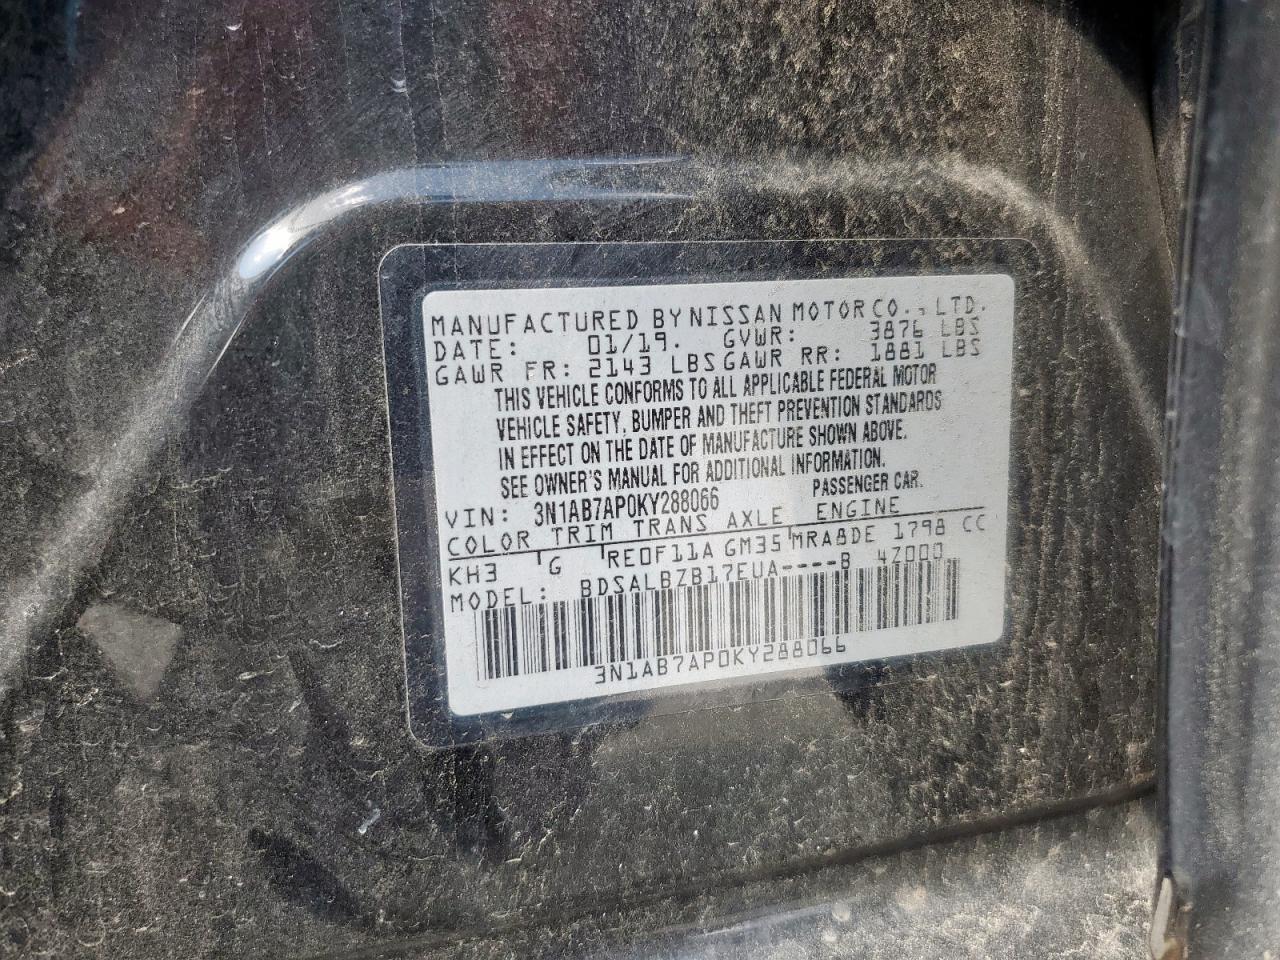 MANUFACTURED BY NISSAN MOTOR CO., LTD.
DATE: 01/19. GVWR: 3876 LBS
GAWR FR: 2143 LBS GAWR RR: 1881 LBS
THIS VEHICLE CONFORMS TO ALL APPLICABLE FEDERAL MOTOR
VEHICLE SAFETY, BUMPER AND THEFT PREVENTION STANDARDS
IN EFFECT ON THE DATE OF MANUFACTURE SHOWN ABOVE.
SEE OWNER'S MANUAL FOR ADDITIONAL INFORMATION.
VIN: 3N1AB7AP0KY288066 PASSENGER CAR.
COLOR TRIM TRANS AXLE ENGINE
KH3 G RE0F11A GM35 MRA8DE 1798 CC
MODEL: BDSALBZB17EUA----B 4Z000
3N1AB7AP0KY288066